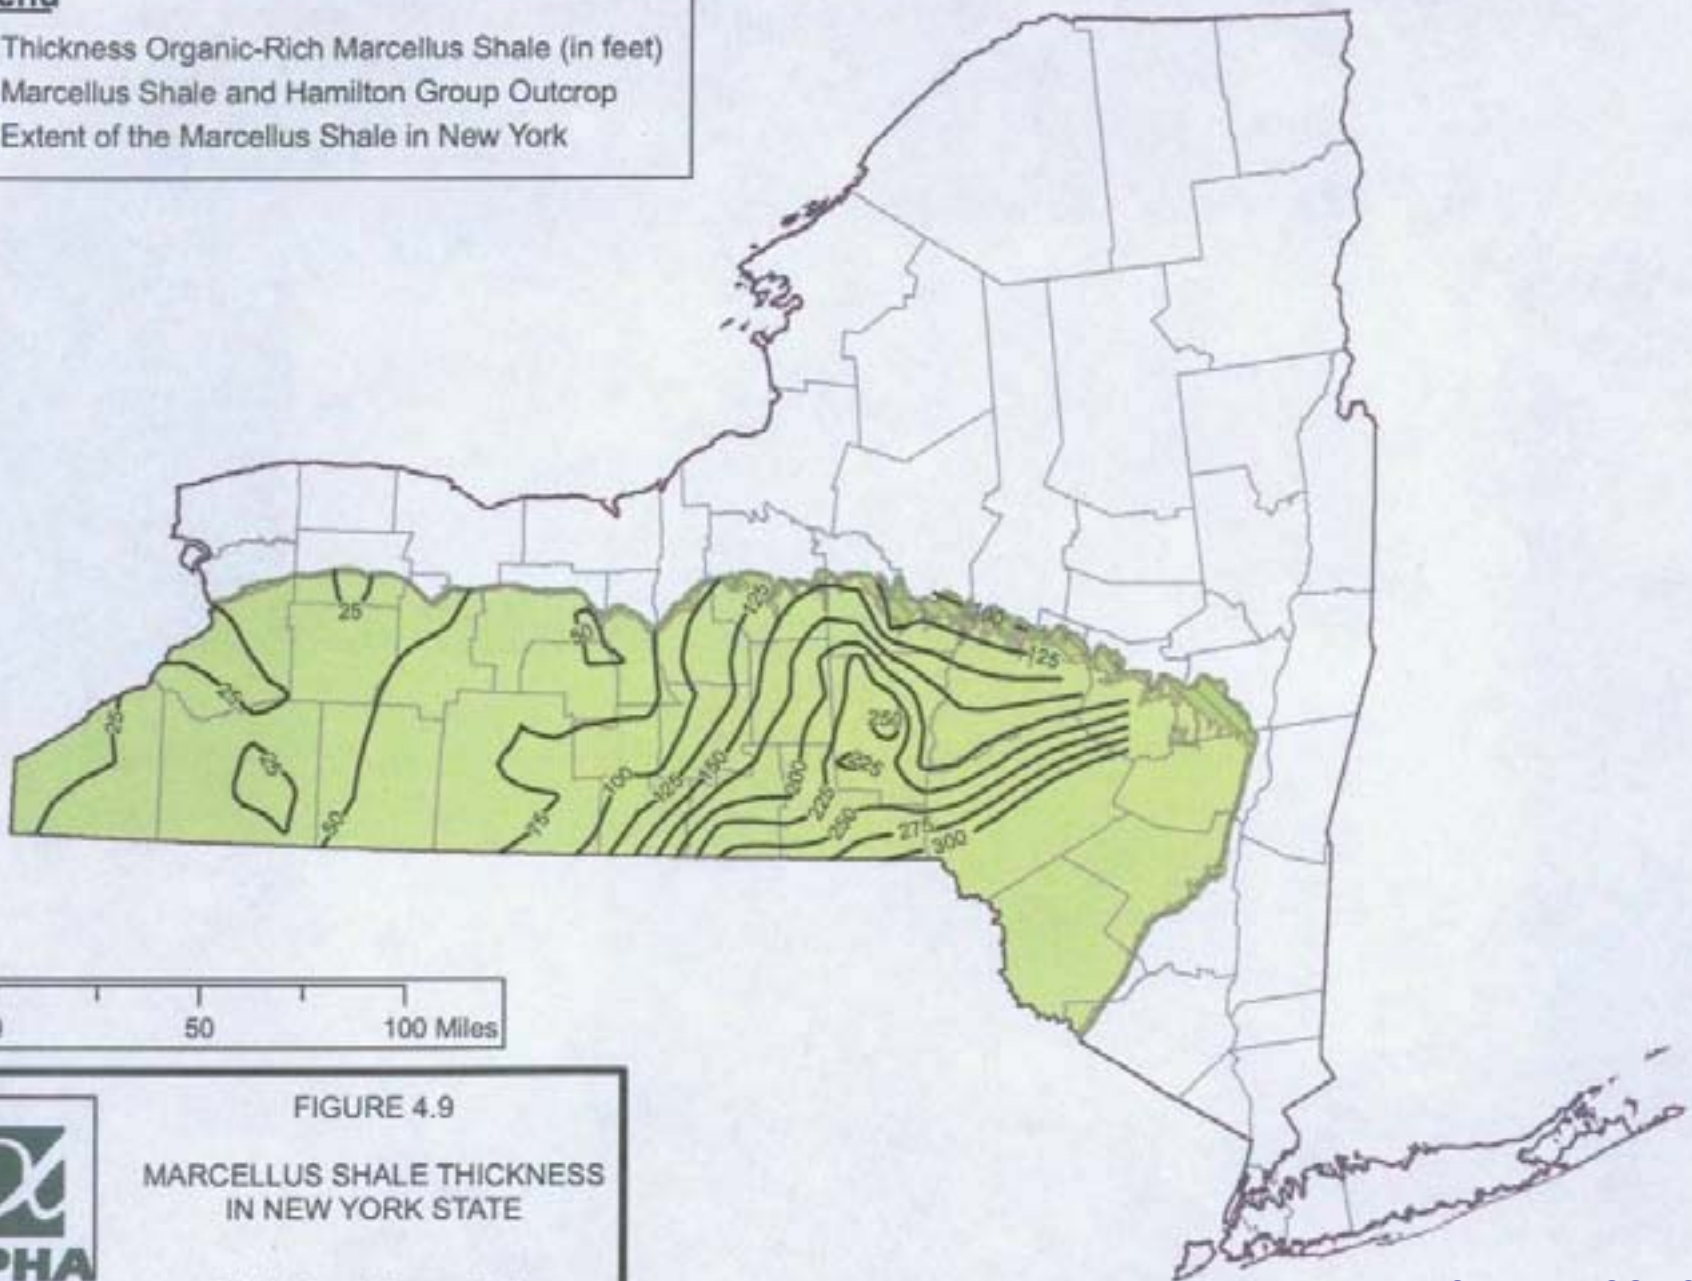 Thickness Organic-Rich Marcellus Shale (in feet)
Marcellus Shale and Hamilton Group Outcrop
Extent of the Marcellus Shale in New York
25
125
50
125
25
25
250
225
100
125
150
200
225
250
275
300
50
75
50
100 Miles
FIGURE 4.9
MARCELLUS SHALE THICKNESS
IN NEW YORK STATE